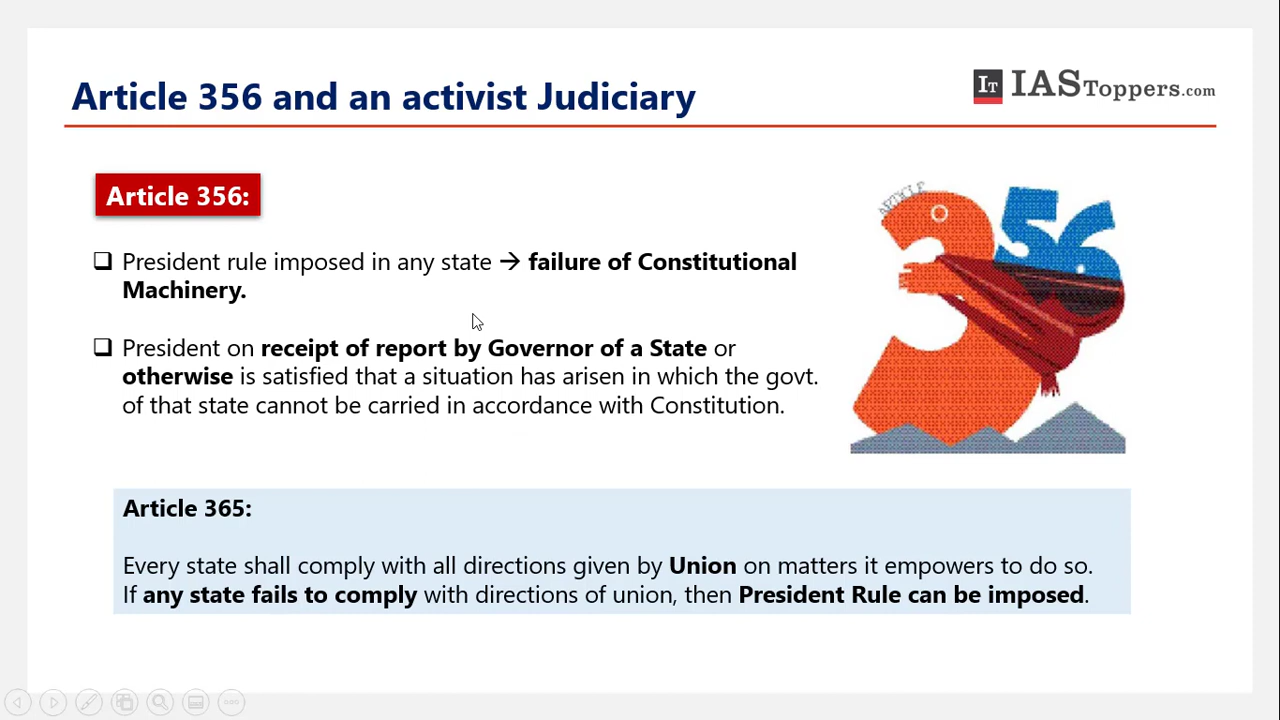 Article 356 and an activist Judiciary
IT IASToppers.com
Article 356:
ARTICLE
356
President rule imposed in any state → failure of Constitutional
Machinery.
President on receipt of report by Governor of a State or
otherwise is satisfied that a situation has arisen in which the govt.
of that state cannot be carried in accordance with Constitution.
Article 365:
Every state shall comply with all directions given by Union on matters it empowers to do so.
If any state fails to comply with directions of union, then President Rule can be imposed.